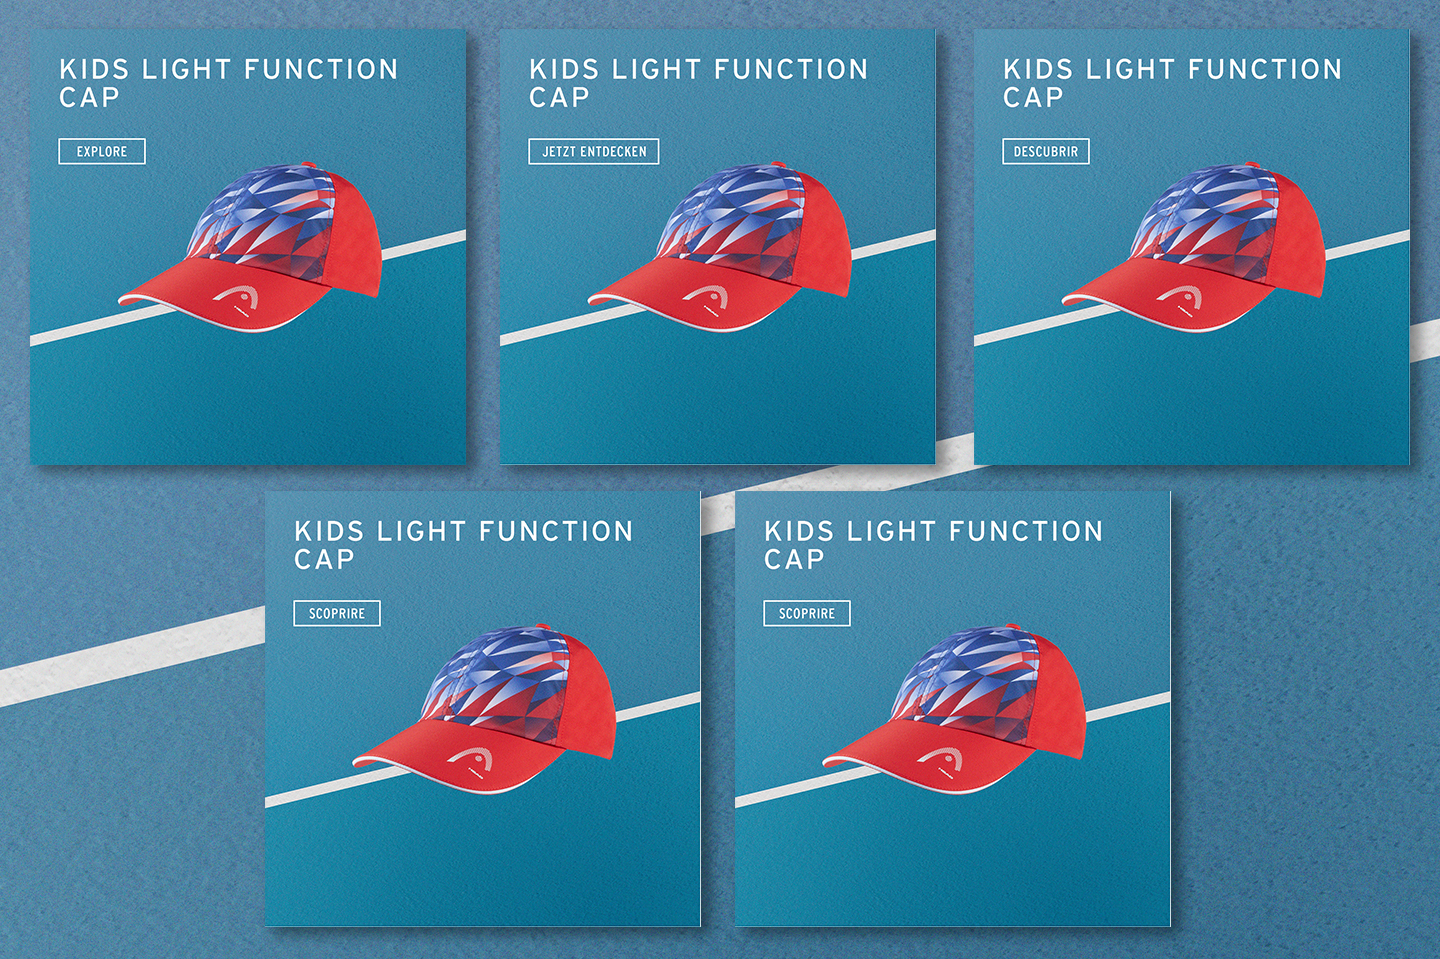 KIDS LIGHT FUNCTION
CAP
EXPLORE
KIDS LIGHT FUNCTION
CAP
JETZT ENTDECKEN
KIDS LIGHT FUNCTION
CAP
DESCUBRIR
KIDS LIGHT FUNCTION
CAP
SCOPRIRE
KIDS LIGHT FUNCTION
CAP
SCOPRIRE